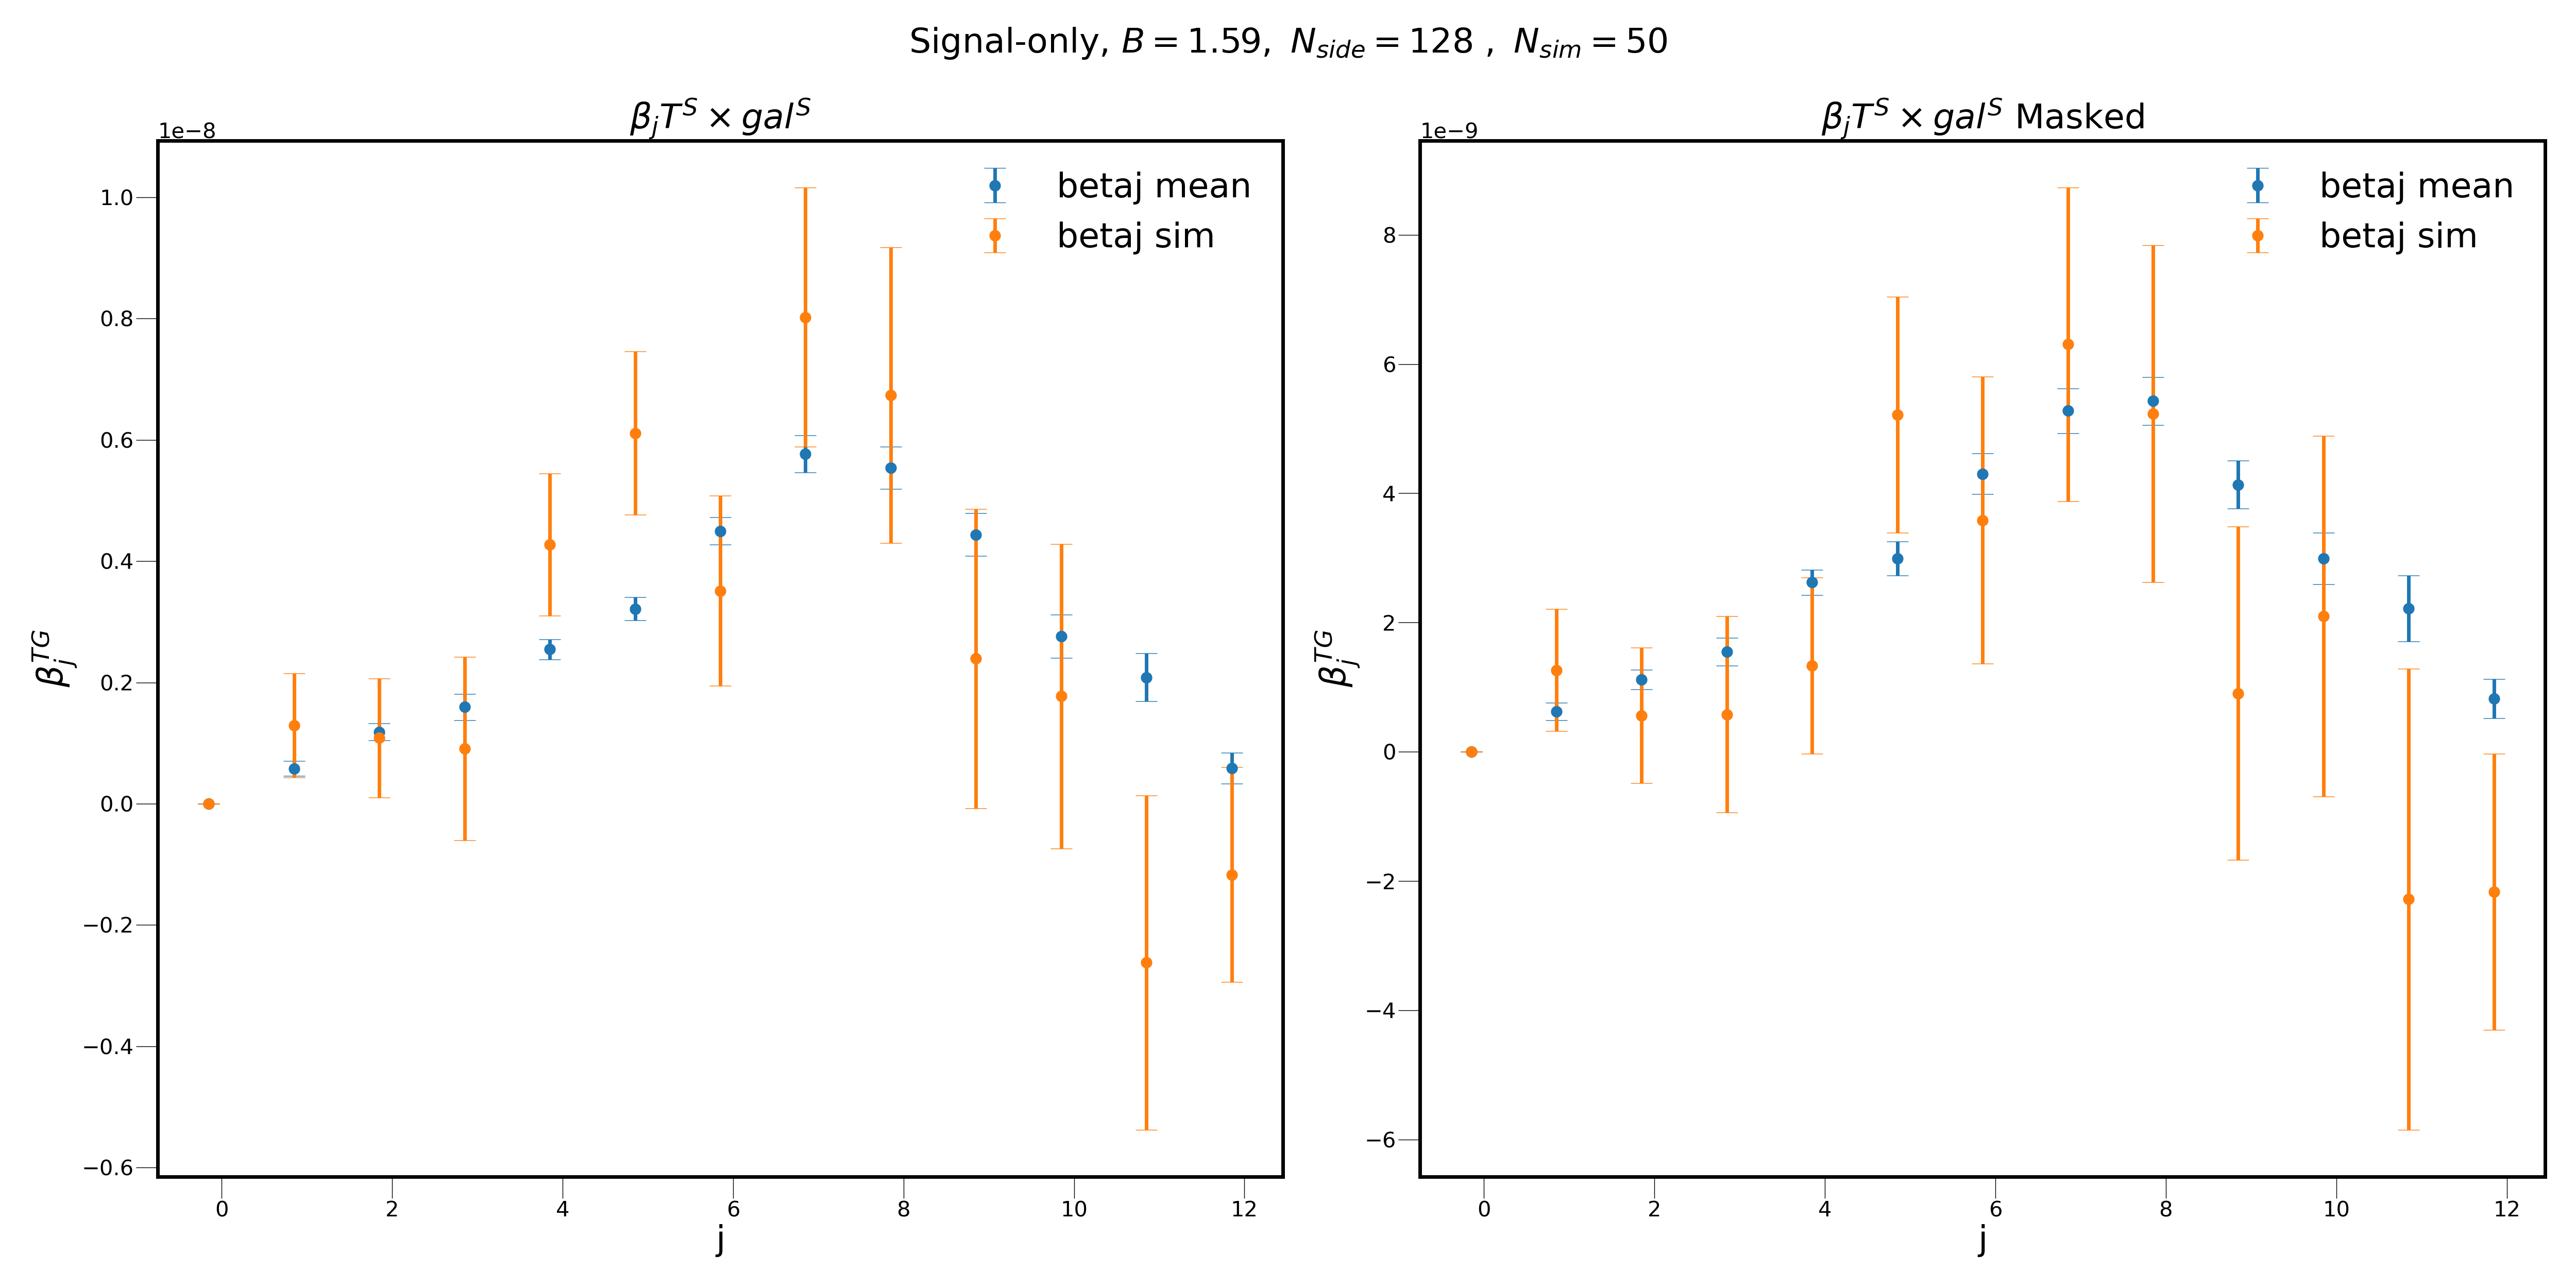 Signal-only, B = 1.59, N_side = 128 , N_sim = 50
β_j T^S × gal^S
1e−8
betaj mean
betaj sim
1.0
0.8
0.6
0.4
0.2
0.0
−0.2
−0.4
−0.6
β_j^TG
0 2 4 6 8 10 12
j
β_j T^S × gal^S Masked
1e−9
betaj mean
betaj sim
8
6
4
2
0
−2
−4
−6
β_j^TG
0 2 4 6 8 10 12
j